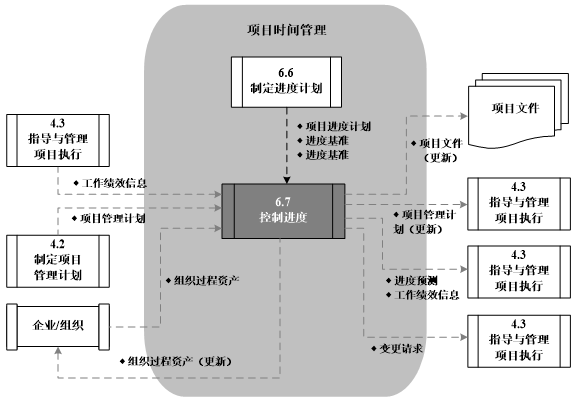 项目时间管理
6.6
制定进度计划
◆ 项目进度计划
◆ 进度基准
◆ 进度基准
4.3
指导与管理
项目执行
◆ 工作绩效信息
◆ 项目管理计划
4.2
制定项目
管理计划
企业/组织
◆ 组织过程资产
◆ 组织过程资产（更新）
6.7
控制进度
项目文件
◆ 项目文件
（更新）
4.3
指导与管理
项目执行
◆ 项目管理计
划（更新）
4.3
指导与管理
项目执行
◆ 进度预测
◆ 工作绩效信息
4.3
指导与管理
项目执行
◆ 变更请求